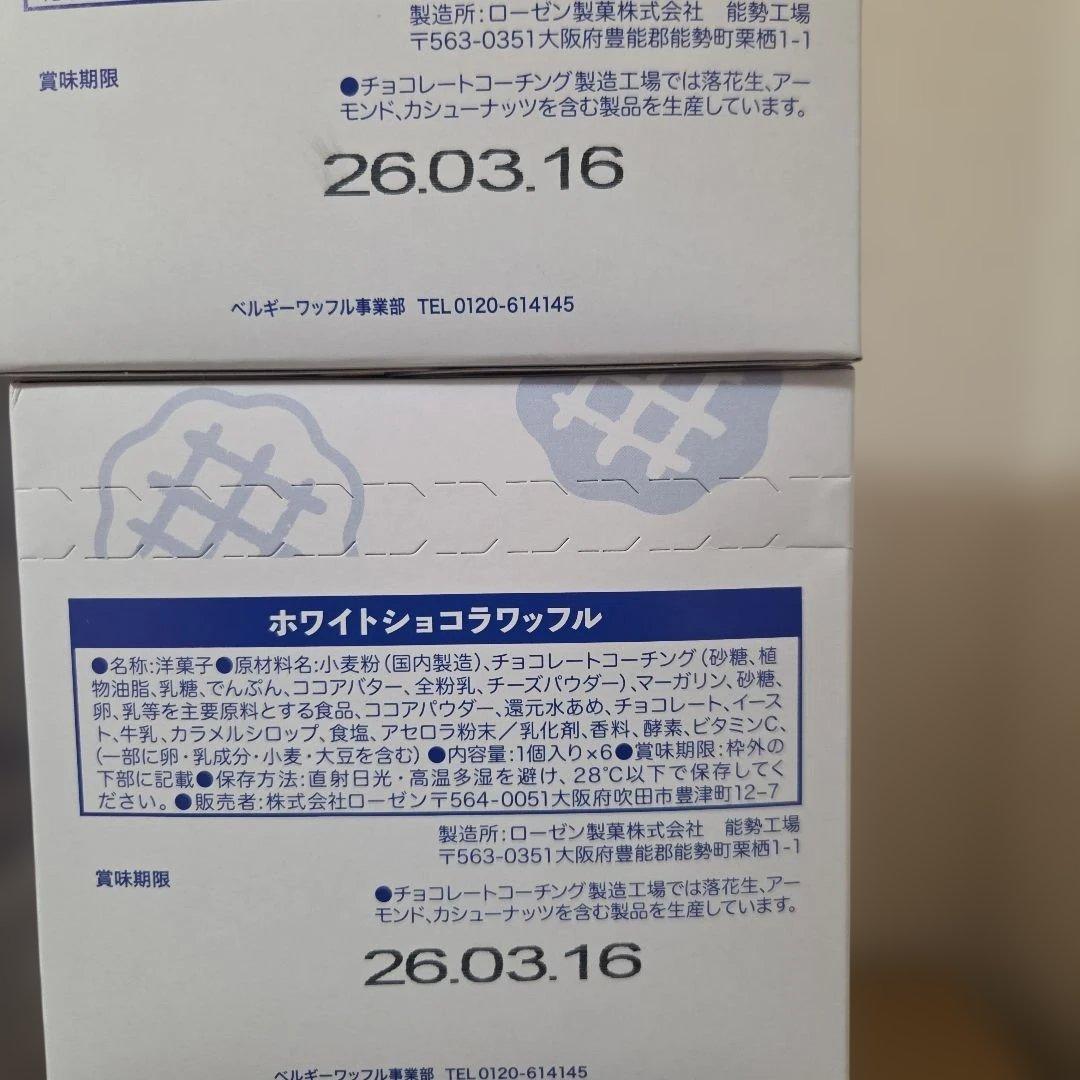 製造所:ローゼン製菓株式会社 能勢工場
〒563-0351大阪府豊能郡能勢町栗栖1-1
賞味期限
●チョコレートコーチング製造工場では落花生、アー
モンド、カシューナッツを含む製品を生産しています。
26.03.16
ベルギーワッフル事業部 TEL0120-614145
ホワイトショコラワッフル
●名称:洋菓子●原材料名:小麦粉(国内製造)、チョコレートコーチング(砂糖、植
物油脂、乳糖、でんぷん、ココアバター、全粉乳、チーズパウダー)、マーガリン、砂糖、
卵、乳等を主要原料とする食品、ココアパウダー、還元水あめ、チョコレート、イース
ト、牛乳、カラメルシロップ、食塩、アセロラ粉末/乳化剤、香料、酵素、ビタミンC、
(一部に卵・乳成分・小麦・大豆を含む)●内容量:1個入り×6●賞味期限:枠外の
下部に記載●保存方法:直射日光・高温多湿を避け、28℃以下で保存してく
ださい。●販売者:株式会社ローゼン〒564-0051大阪府吹田市豊津町12-7
製造所:ローゼン製菓株式会社 能勢工場
〒563-0351大阪府豊能郡能勢町栗栖1-1
賞味期限
●チョコレートコーチング製造工場では落花生、アー
モンド、カシューナッツを含む製品を生産しています。
26.03.16
ベルギーワッフル事業部 TEL0120-614145